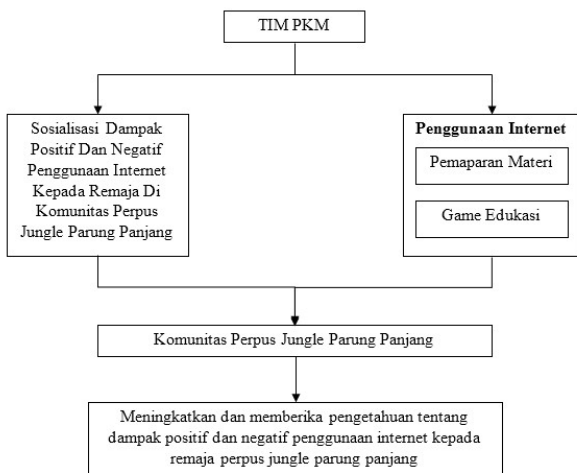 TIM PKM
Sosialisasi Dampak
Positif Dan Negatif
Penggunaan Internet
Kepada Remaja Di
Komunitas Perpus
Jungle Parung Panjang
Penggunaan Internet
Pemaparan Materi
Game Edukasi
Komunitas Perpus Jungle Parung Panjang
Meningkatkan dan memberika pengetahuan tentang
dampak positif dan negatif penggunaan internet kepada
remaja perpus jungle parung panjang